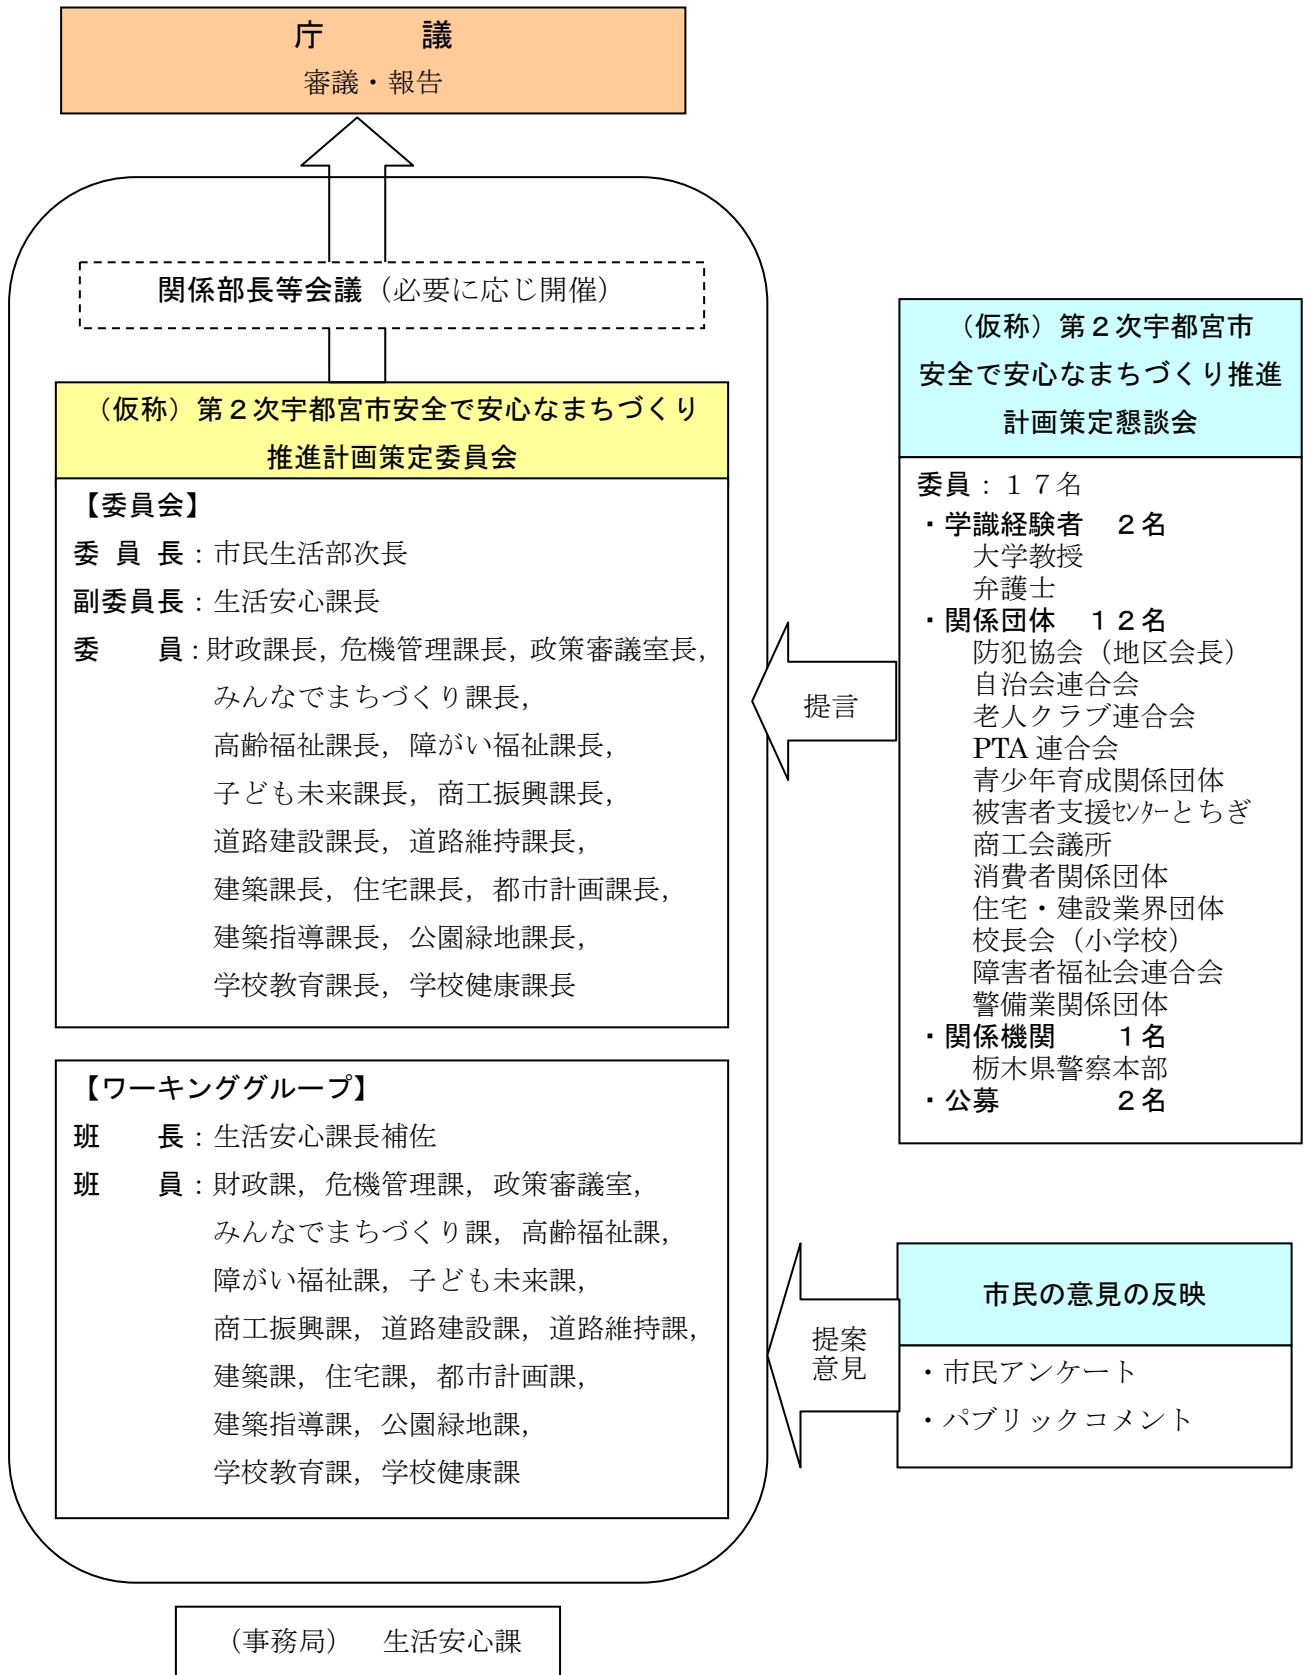 庁　　議
審議・報告
関係部長等会議（必要に応じ開催）
（仮称）第２次宇都宮市安全で安心なまちづくり
推進計画策定委員会
【委員会】
委 員 長：市民生活部次長
副委員長：生活安心課長
委　　員：財政課長，危機管理課長，政策審議室長，
みんなでまちづくり課長，
高齢福祉課長，障がい福祉課長，
子ども未来課長，商工振興課長，
道路建設課長，道路維持課長，
建築課長，住宅課長，都市計画課長，
建築指導課長，公園緑地課長，
学校教育課長，学校健康課長
【ワーキンググループ】
班　　長：生活安心課長補佐
班　　員：財政課，危機管理課，政策審議室，
みんなでまちづくり課，高齢福祉課，
障がい福祉課，子ども未来課，
商工振興課，道路建設課，道路維持課，
建築課，住宅課，都市計画課，
建築指導課，公園緑地課，
学校教育課，学校健康課
（事務局）　生活安心課
（仮称）第２次宇都宮市
安全で安心なまちづくり推進
計画策定懇談会
委員：１７名
・学識経験者　２名
大学教授
弁護士
・関係団体　１２名
防犯協会（地区会長）
自治会連合会
老人クラブ連合会
PTA 連合会
青少年育成関係団体
被害者支援ｾﾝﾀｰとちぎ
商工会議所
消費者関係団体
住宅・建設業界団体
校長会（小学校）
障害者福祉会連合会
警備業関係団体
・関係機関　　１名
栃木県警察本部
・公募　　　　２名
提言
提案
意見
市民の意見の反映
・市民アンケート
・パブリックコメント